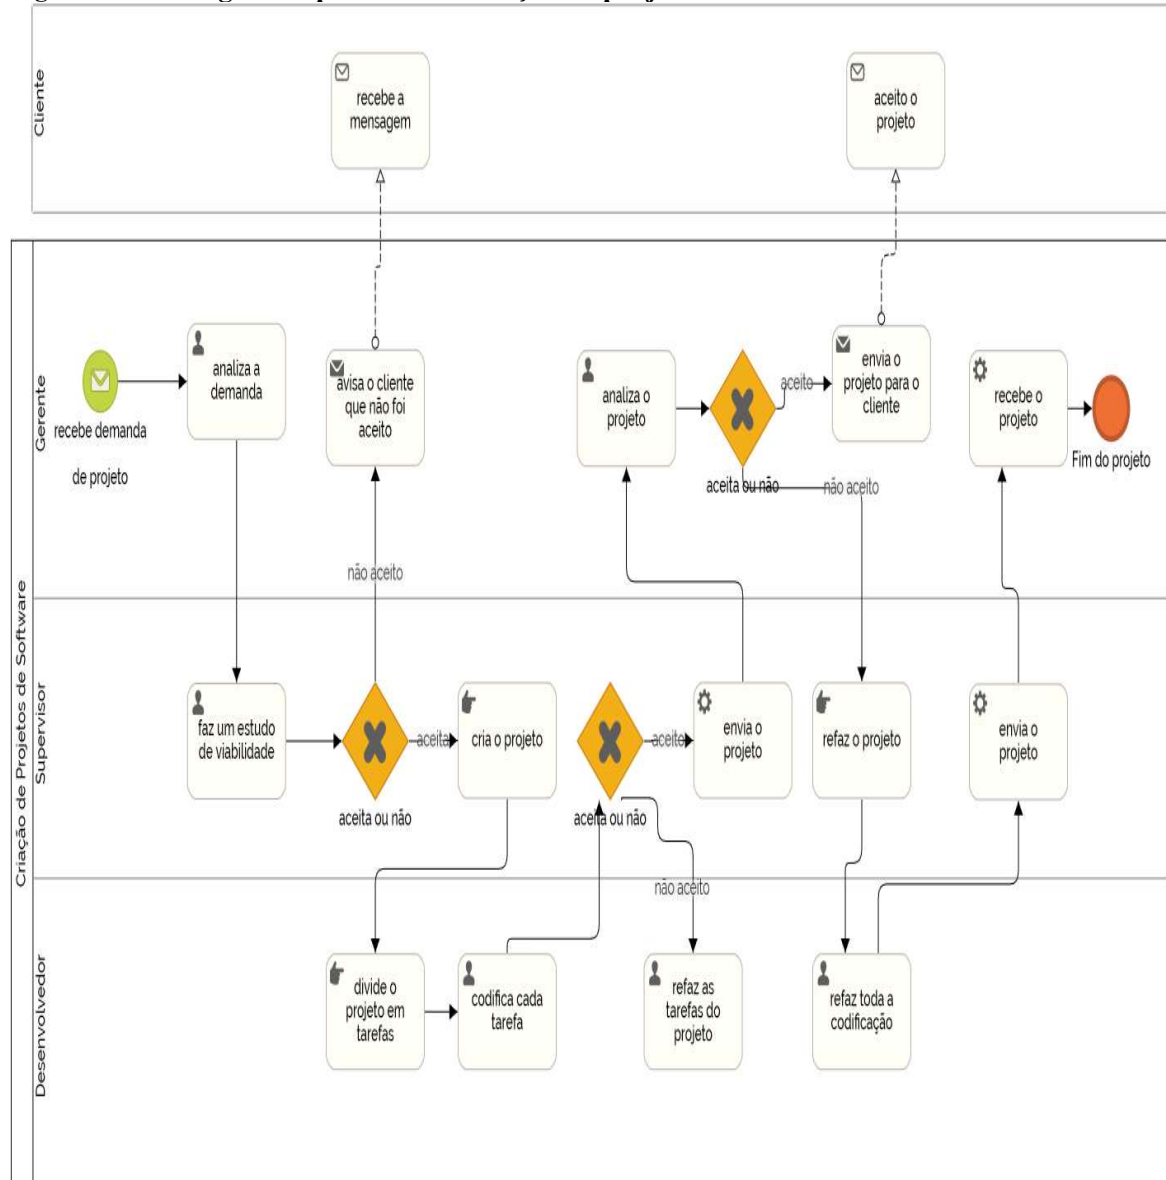 Cliente
recebe a
mensagem
aceito o
projeto
Criação de Projetos de Software
Gerente
recebe demanda
de projeto
analiza a
demanda
avisa o cliente
que não foi
aceito
não aceito
analiza o
projeto
aceita ou não
aceito
não aceito
envia o
projeto para o
cliente
recebe o
projeto
Fim do projeto
Supervisor
faz um estudo
de viabilidade
aceita ou não
aceita
cria o projeto
aceita ou não
aceito
não aceito
envia o
projeto
refaz o projeto
envia o
projeto
Desenvolvedor
divide o
projeto em
tarefas
codifica cada
tarefa
refaz as
tarefas do
projeto
refaz toda a
codificação